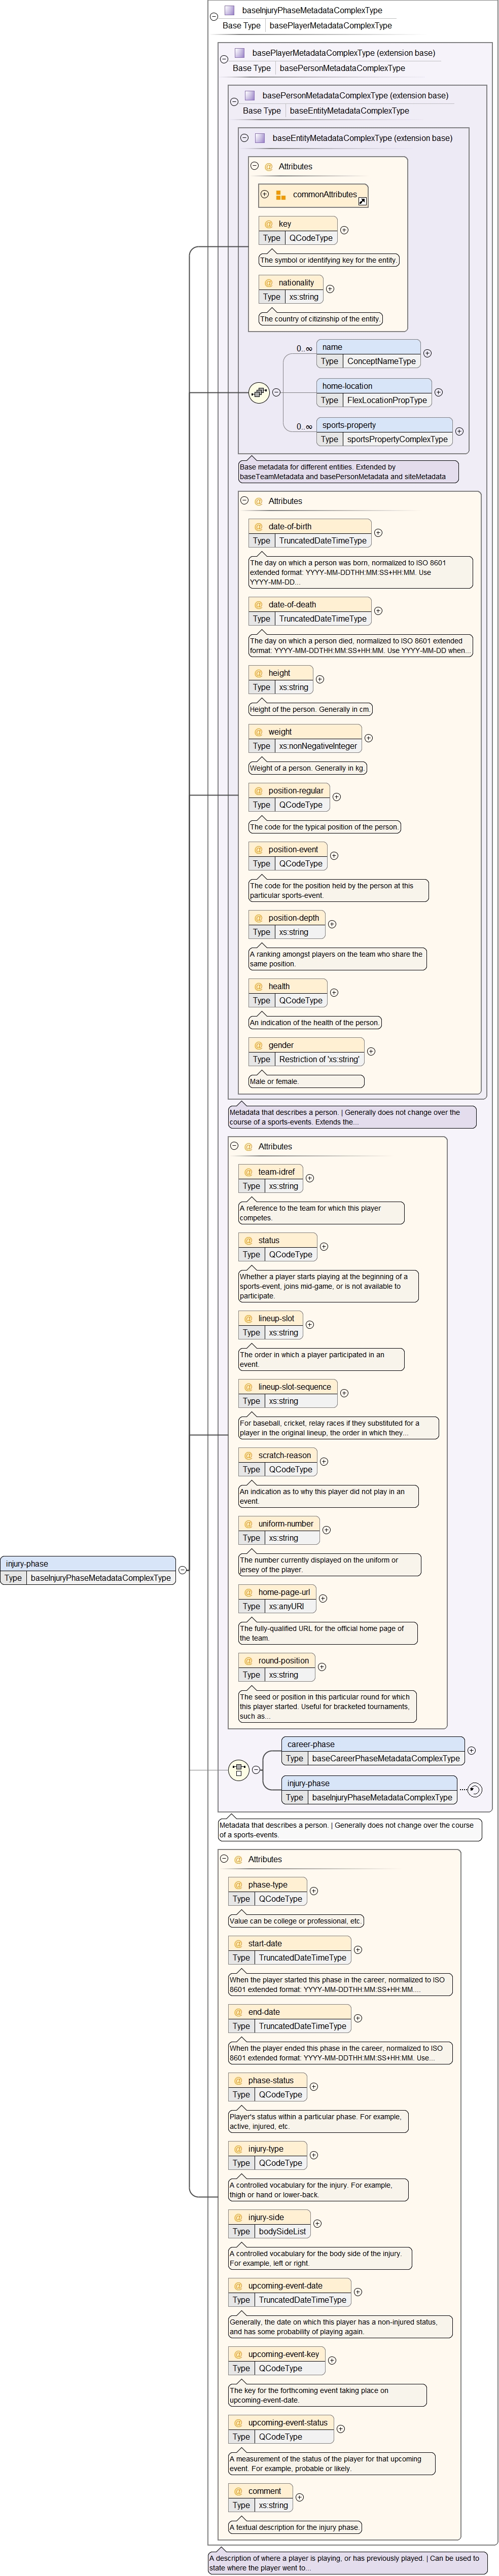 baseInjuryPhaseMetadataComplexType
Base Type basePlayerMetadataComplexType
basePlayerMetadataComplexType (extension base)
Base Type basePersonMetadataComplexType
basePersonMetadataComplexType (extension base)
Base Type baseEntityMetadataComplexType
baseEntityMetadataComplexType (extension base)
@ Attributes
commonAttributes
@ key
Type QCodeType
The symbol or identifying key for the entity.
@ nationality
Type xs:string
The country of citizinship of the entity.
0..∞ name
Type ConceptNameType
home-location
Type FlexLocationPropType
0..∞ sports-property
Type sportsPropertyComplexType
Base metadata for different entities. Extended by
baseTeamMetadata and basePersonMetadata and siteMetadata
@ Attributes
@ date-of-birth
Type TruncatedDateTimeType
The day on which a person was born, normalized to ISO 8601
extended format: YYYY-MM-DDTHH:MM:SS+HH:MM. Use
YYYY-MM-DD...
@ date-of-death
Type TruncatedDateTimeType
The day on which a person died, normalized to ISO 8601 extended
format: YYYY-MM-DDTHH:MM:SS+HH:MM. Use YYYY-MM-DD when...
@ height
Type xs:string
Height of the person. Generally in cm.
@ weight
Type xs:nonNegativeInteger
Weight of a person. Generally in kg.
@ position-regular
Type QCodeType
The code for the typical position of the person.
@ position-event
Type QCodeType
The code for the position held by the person at this
particular sports-event.
@ position-depth
Type xs:string
A ranking amongst players on the team who share the
same position.
@ health
Type QCodeType
An indication of the health of the person.
@ gender
Type Restriction of 'xs:string'
Male or female.
Metadata that describes a person. | Generally does not change over the
course of a sports-events. Extends the...
@ Attributes
@ team-idref
Type xs:string
A reference to the team for which this player
competes.
@ status
Type QCodeType
Whether a player starts playing at the beginning of a
sports-event, joins mid-game, or is not available to
participate.
@ lineup-slot
Type xs:string
The order in which a player participated in an
event.
@ lineup-slot-sequence
Type xs:string
For baseball, cricket, relay races if they substituted for a
player in the original lineup, the order in which they...
@ scratch-reason
Type QCodeType
An indication as to why this player did not play in an
event.
@ uniform-number
Type xs:string
The number currently displayed on the uniform or
jersey of the player.
@ home-page-url
Type xs:anyURI
The fully-qualified URL for the official home page of
the team.
@ round-position
Type xs:string
The seed or position in this particular round for which
this player started. Useful for bracketed tournaments,
such as...
injury-phase
Type baseInjuryPhaseMetadataComplexType
career-phase
Type baseCareerPhaseMetadataComplexType
injury-phase
Type baseInjuryPhaseMetadataComplexType
Metadata that describes a person. | Generally does not change over the course
of a sports-events.
@ Attributes
@ phase-type
Type QCodeType
Value can be college or professional, etc.
@ start-date
Type TruncatedDateTimeType
When the player started this phase in the career, normalized to ISO
8601 extended format: YYYY-MM-DDTHH:MM:SS+HH:MM....
@ end-date
Type TruncatedDateTimeType
When the player ended this phase in the career, normalized to ISO
8601 extended format: YYYY-MM-DDTHH:MM:SS+HH:MM. Use...
@ phase-status
Type QCodeType
Player's status within a particular phase. For example,
active, injured, etc.
@ injury-type
Type QCodeType
A controlled vocabulary for the injury. For example,
thigh or hand or lower-back.
@ injury-side
Type bodySideList
A controlled vocabulary for the body side of the injury.
For example, left or right.
@ upcoming-event-date
Type TruncatedDateTimeType
Generally, the date on which this player has a non-injured status,
and has some probability of playing again.
@ upcoming-event-key
Type QCodeType
The key for the forthcoming event taking place on
upcoming-event-date.
@ upcoming-event-status
Type QCodeType
A measurement of the status of the player for that upcoming
event. For example, probable or likely.
@ comment
Type xs:string
A textual description for the injury phase.
A description of where a player is playing, or has previously played. | Can be used to
state where the player went to...